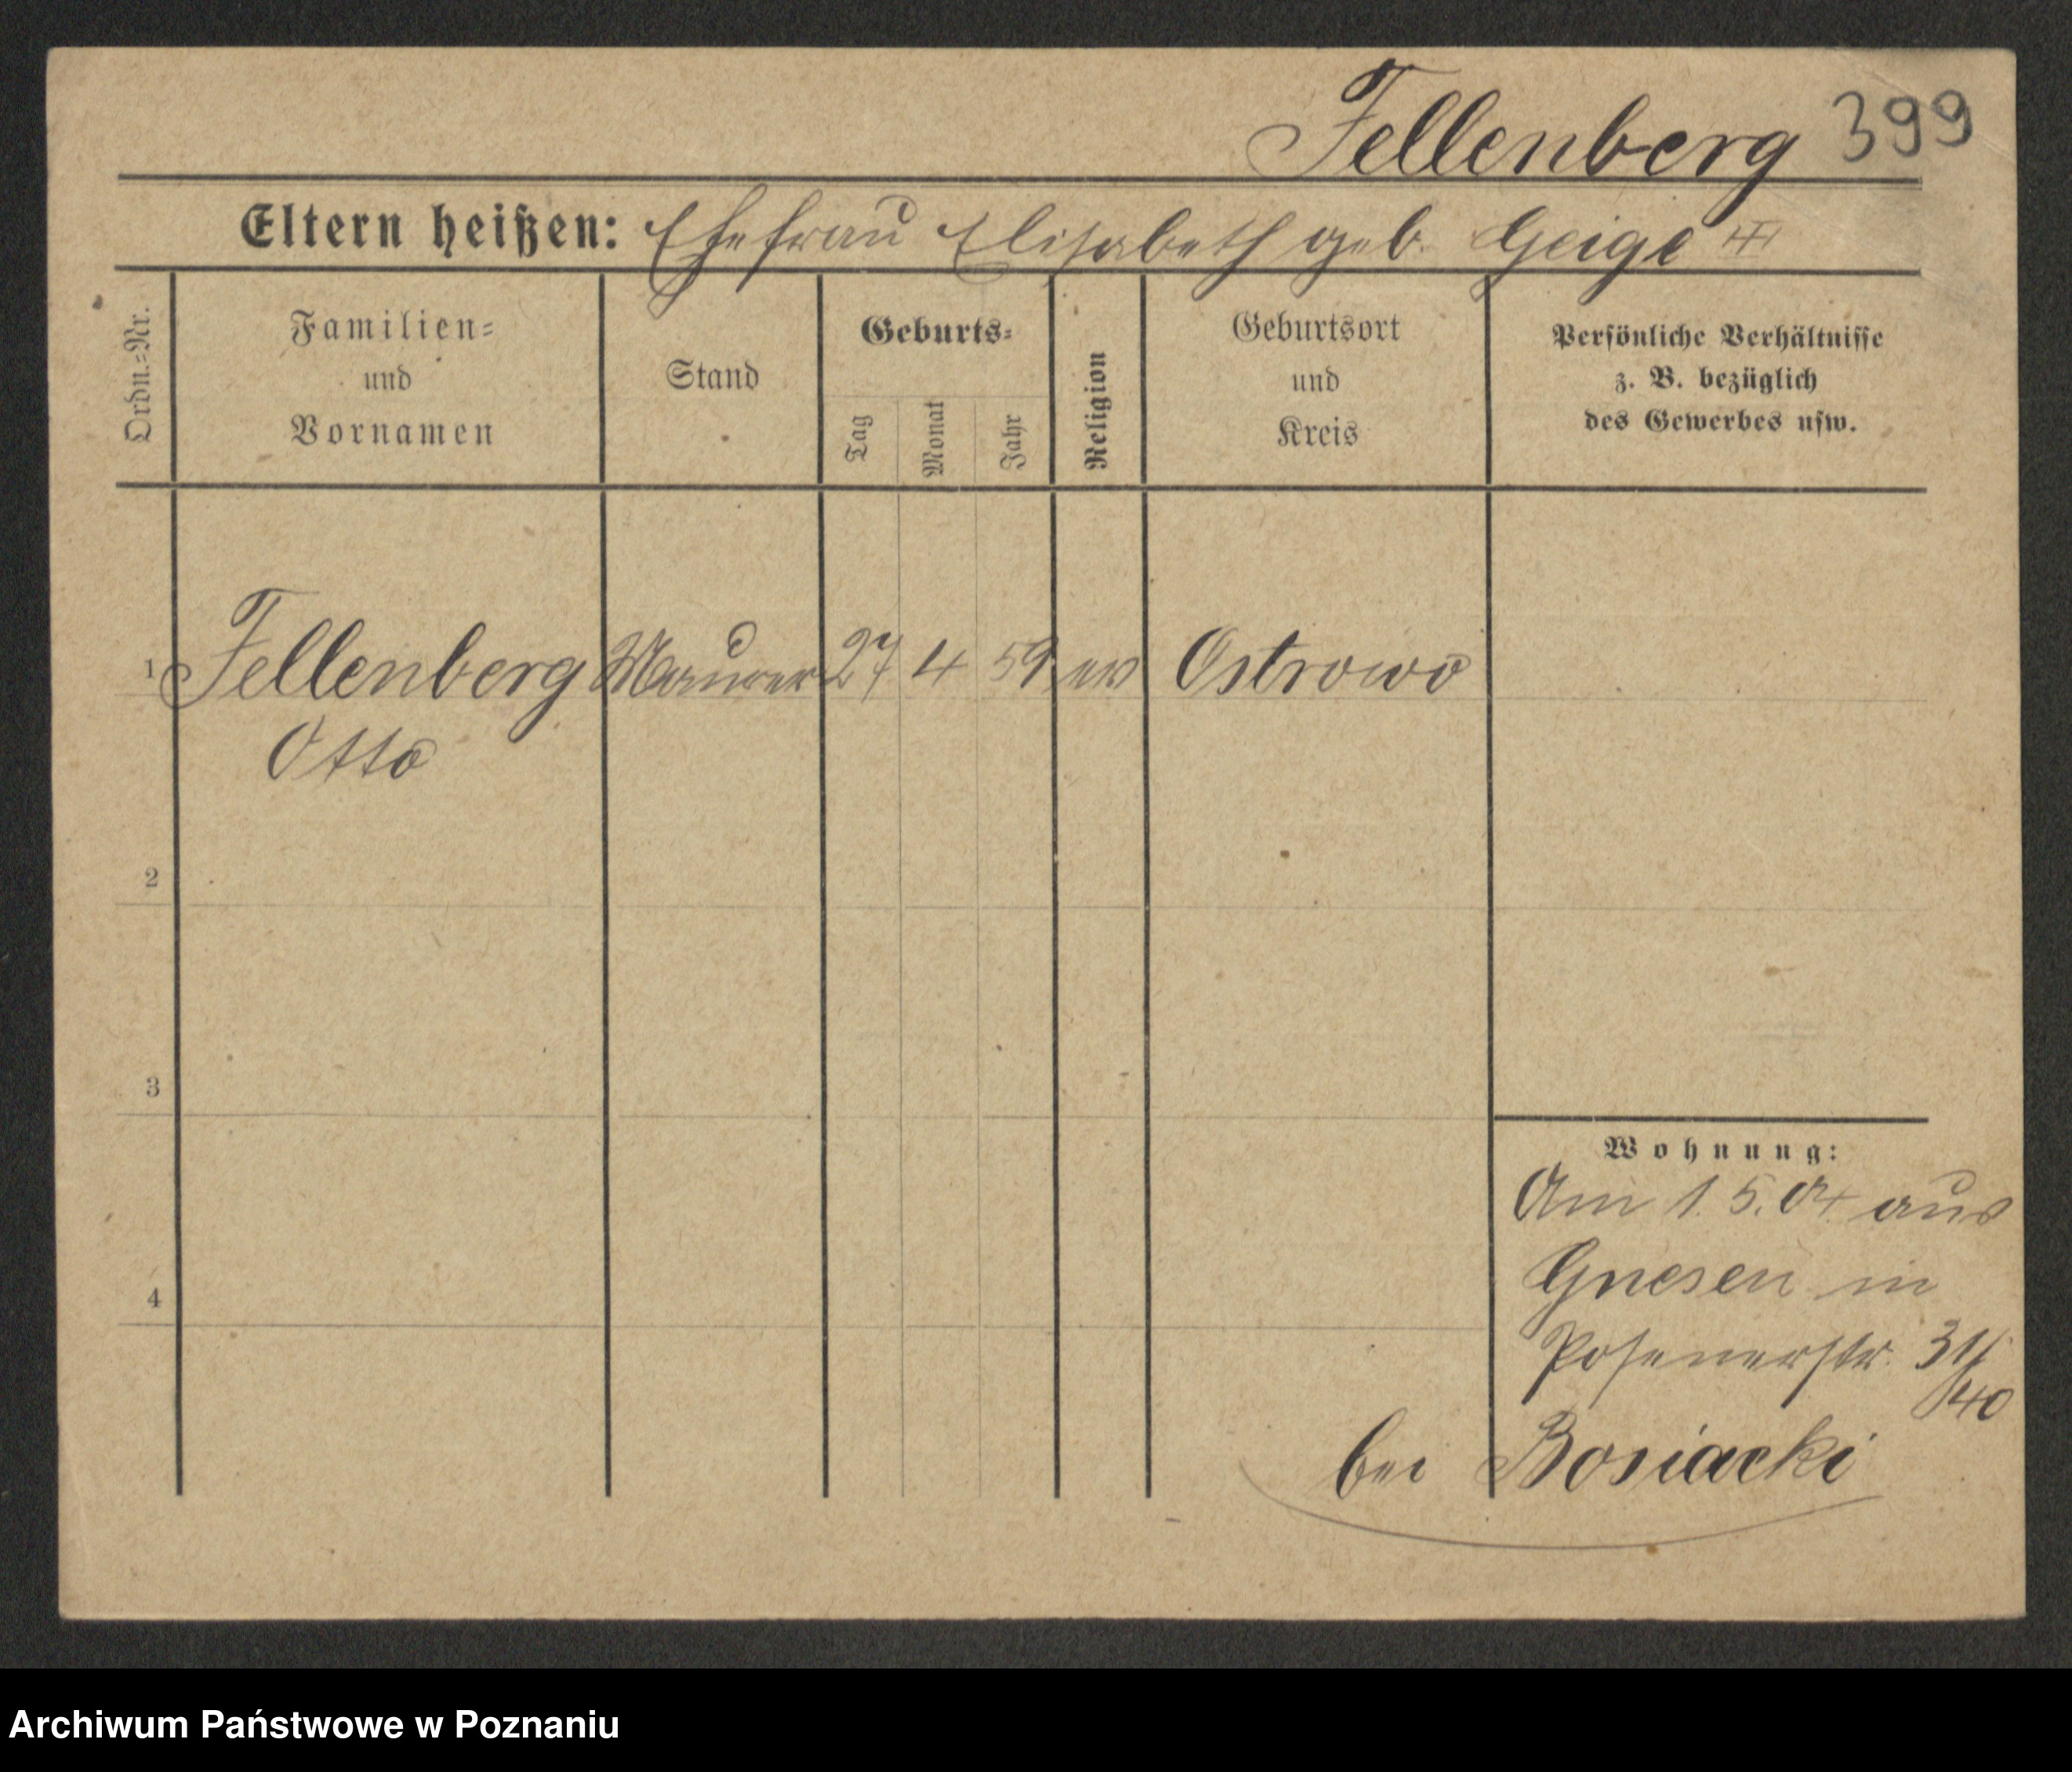 Fellenberg 399
Eltern heißen: Ehefrau Elisabeth geb. Geige
Ordn.=Nr.
Familien=
und
Vornamen
Stand
Geburts=
Tag
Monat
Jahr
Religion
Geburtsort
und
Kreis
Persönliche Verhältnisse
z. B. bezüglich
des Gewerbes usw.
1 Fellenberg Maurer 27 4 59 ev Ostrowo
Otto
2
3
4
Wohnung:
Am 1.5.04 aus
Gnesen in
Posenerstr. 31/
40
bei Bosiacki
Archiwum Państwowe w Poznaniu